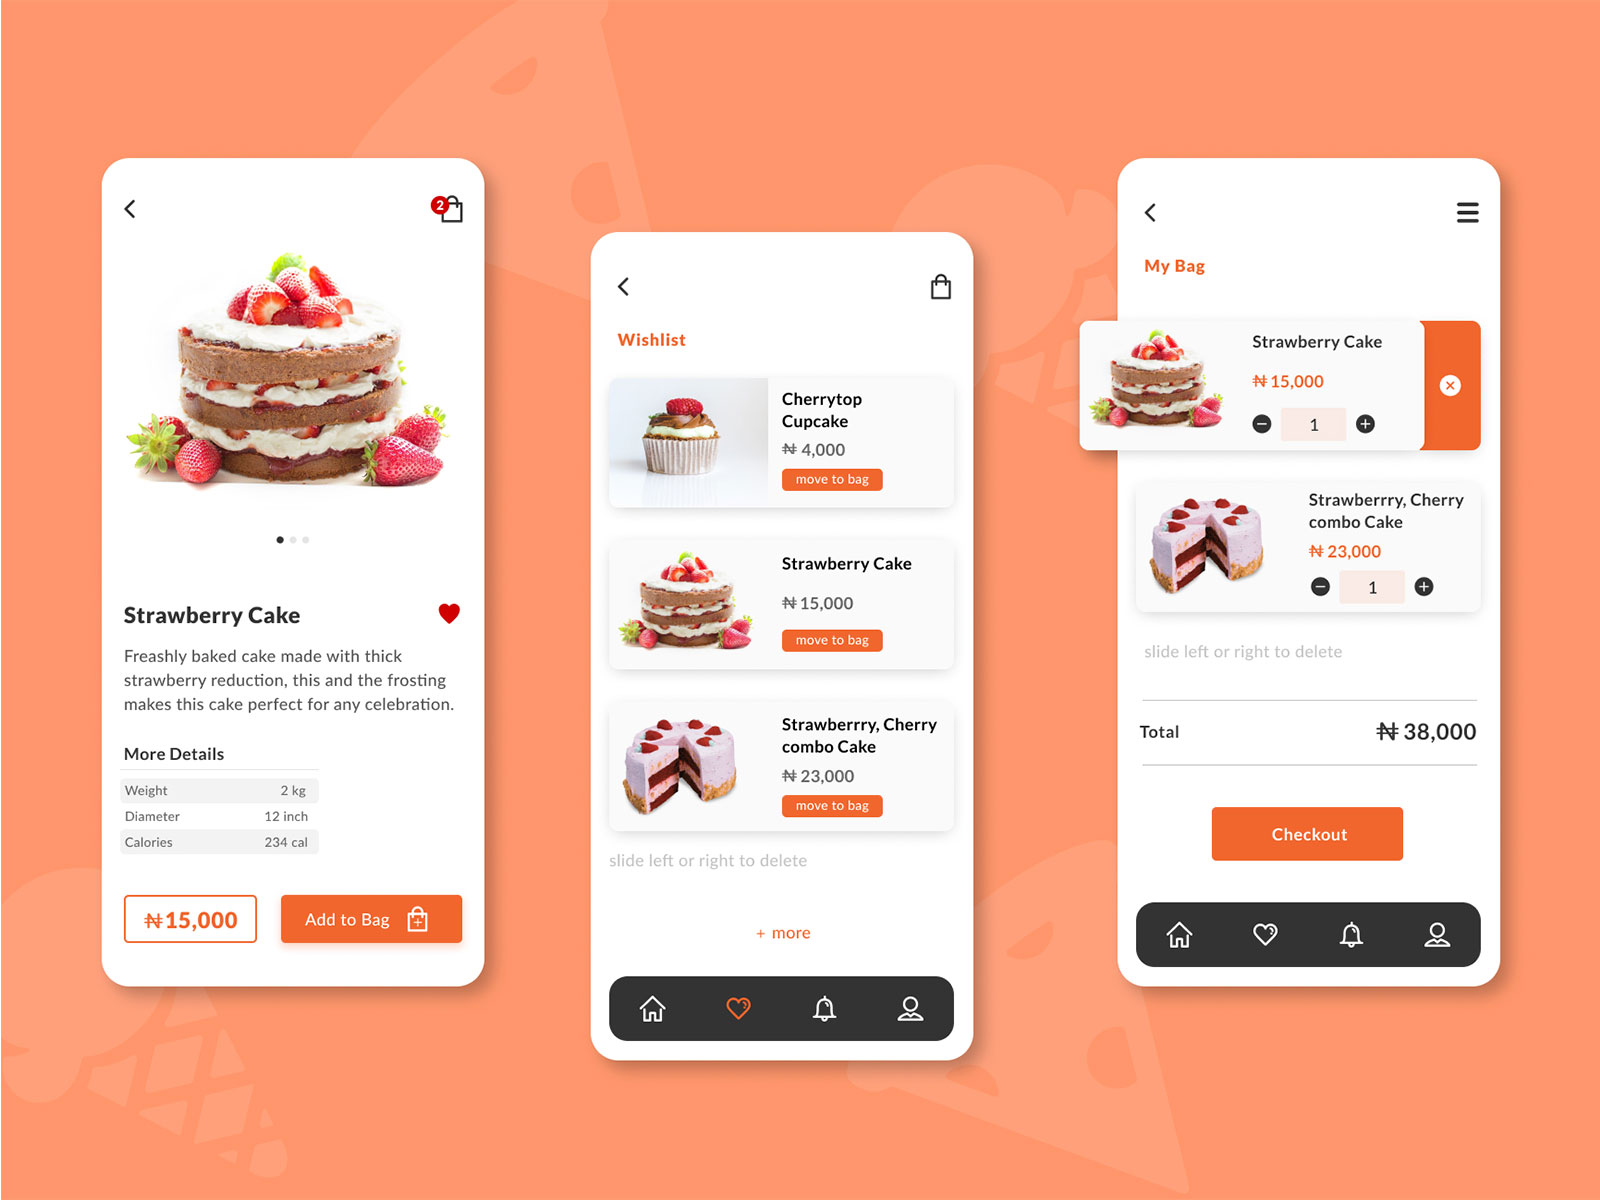 2
Strawberry Cake
Freashly baked cake made with thick
strawberry reduction, this and the frosting
makes this cake perfect for any celebration.
More Details
Weight 2 kg
Diameter 12 inch
Calories 234 cal
₦15,000
Add to Bag
Wishlist
Cherrytop
Cupcake
₦ 4,000
move to bag
Strawberry Cake
₦ 15,000
move to bag
Strawberrry, Cherry
combo Cake
₦ 23,000
move to bag
slide left or right to delete
+ more
My Bag
Strawberry Cake
₦ 15,000
1
Strawberrry, Cherry
combo Cake
₦ 23,000
1
slide left or right to delete
Total ₦ 38,000
Checkout